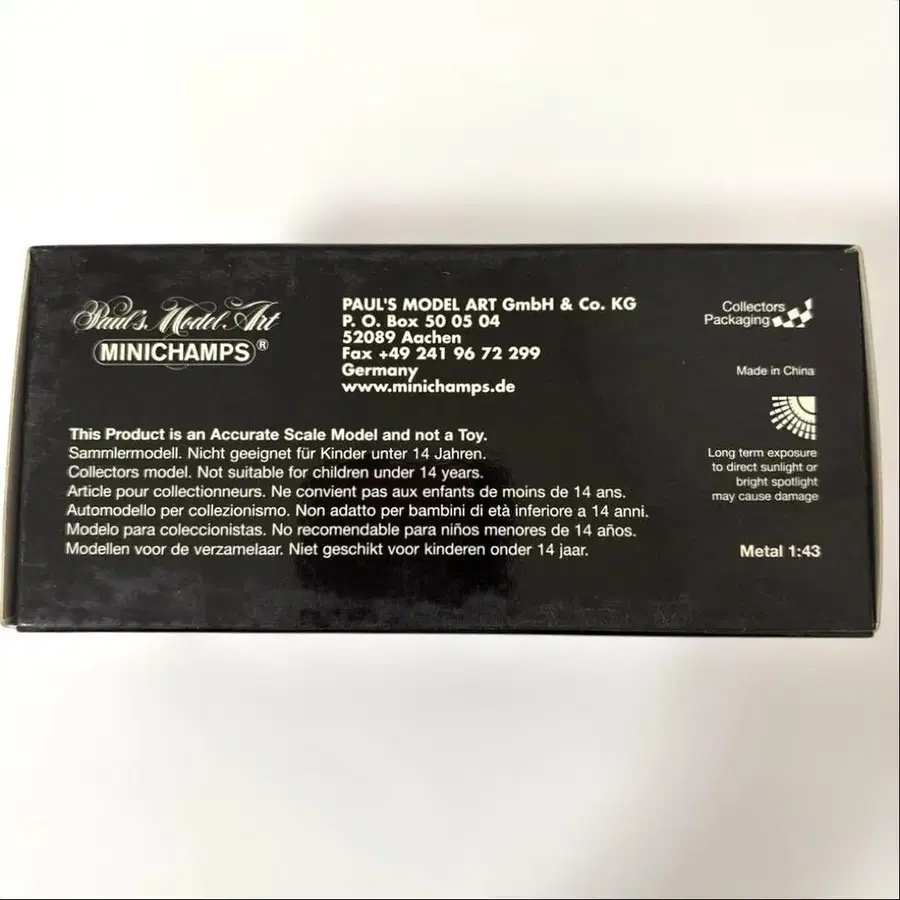 Paul's Model Art
MINICHAMPS®
PAUL'S MODEL ART GmbH & Co. KG
P. O. Box 50 05 04
52089 Aachen
Fax +49 241 96 72 299
Germany
www.minichamps.de
Collectors
Packaging
Made in China
Long term exposure
to direct sunlight or
bright spotlight
may cause damage
Metal 1:43
This Product is an Accurate Scale Model and not a Toy.
Sammlermodell. Nicht geeignet für Kinder unter 14 Jahren.
Collectors model. Not suitable for children under 14 years.
Article pour collectionneurs. Ne convient pas aux enfants de moins de 14 ans.
Automodello per collezionismo. Non adatto per bambini di età inferiore a 14 anni.
Modelo para coleccionistas. No recomendable para niños menores de 14 años.
Modellen voor de verzamelaar. Niet geschikt voor kinderen onder 14 jaar.